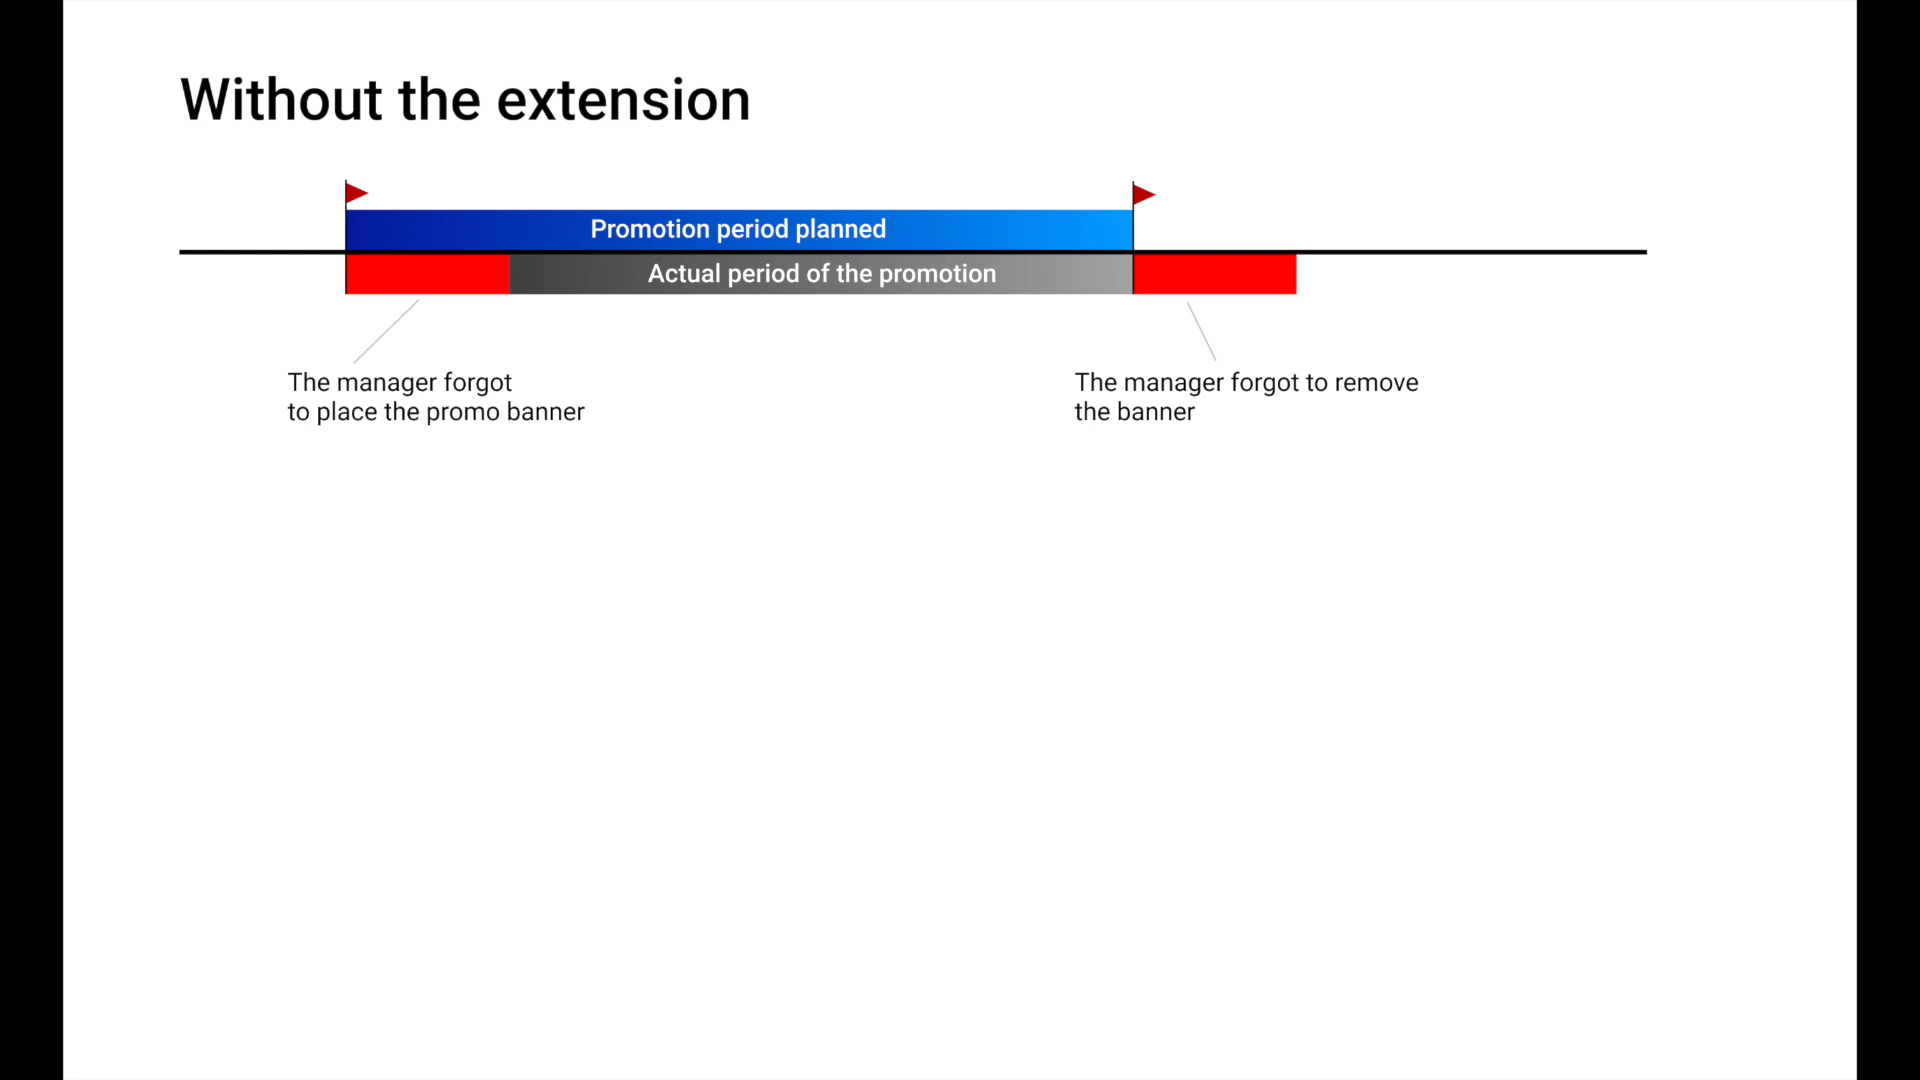 Without the extension
Promotion period planned
Actual period of the promotion
The manager forgot
to place the promo banner
The manager forgot to remove
the banner